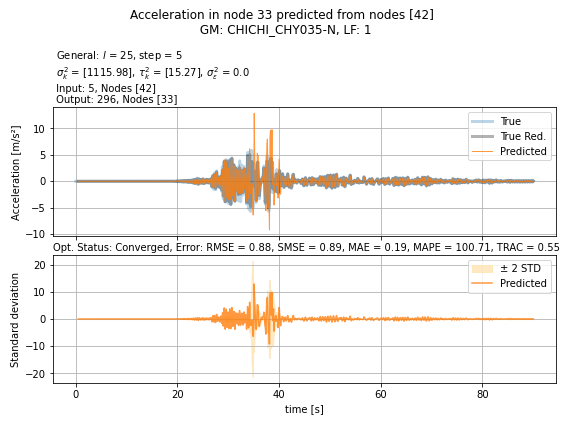 Acceleration in node 33 predicted from nodes [42]
GM: CHICHI_CHY035-N, LF: 1
General: l = 25, step = 5
σ²ₖ = [1115.98], τ²ₖ = [15.27], σ²ε = 0.0
Input: 5, Nodes [42]
Output: 296, Nodes [33]
Acceleration [m/s²]
10
5
0
−5
−10
True
True Red.
Predicted
Opt. Status: Converged, Error: RMSE = 0.88, SMSE = 0.89, MAE = 0.19, MAPE = 100.71, TRAC = 0.55
Standard deviation
20
10
0
−10
−20
± 2 STD
Predicted
0 20 40 60 80
time [s]